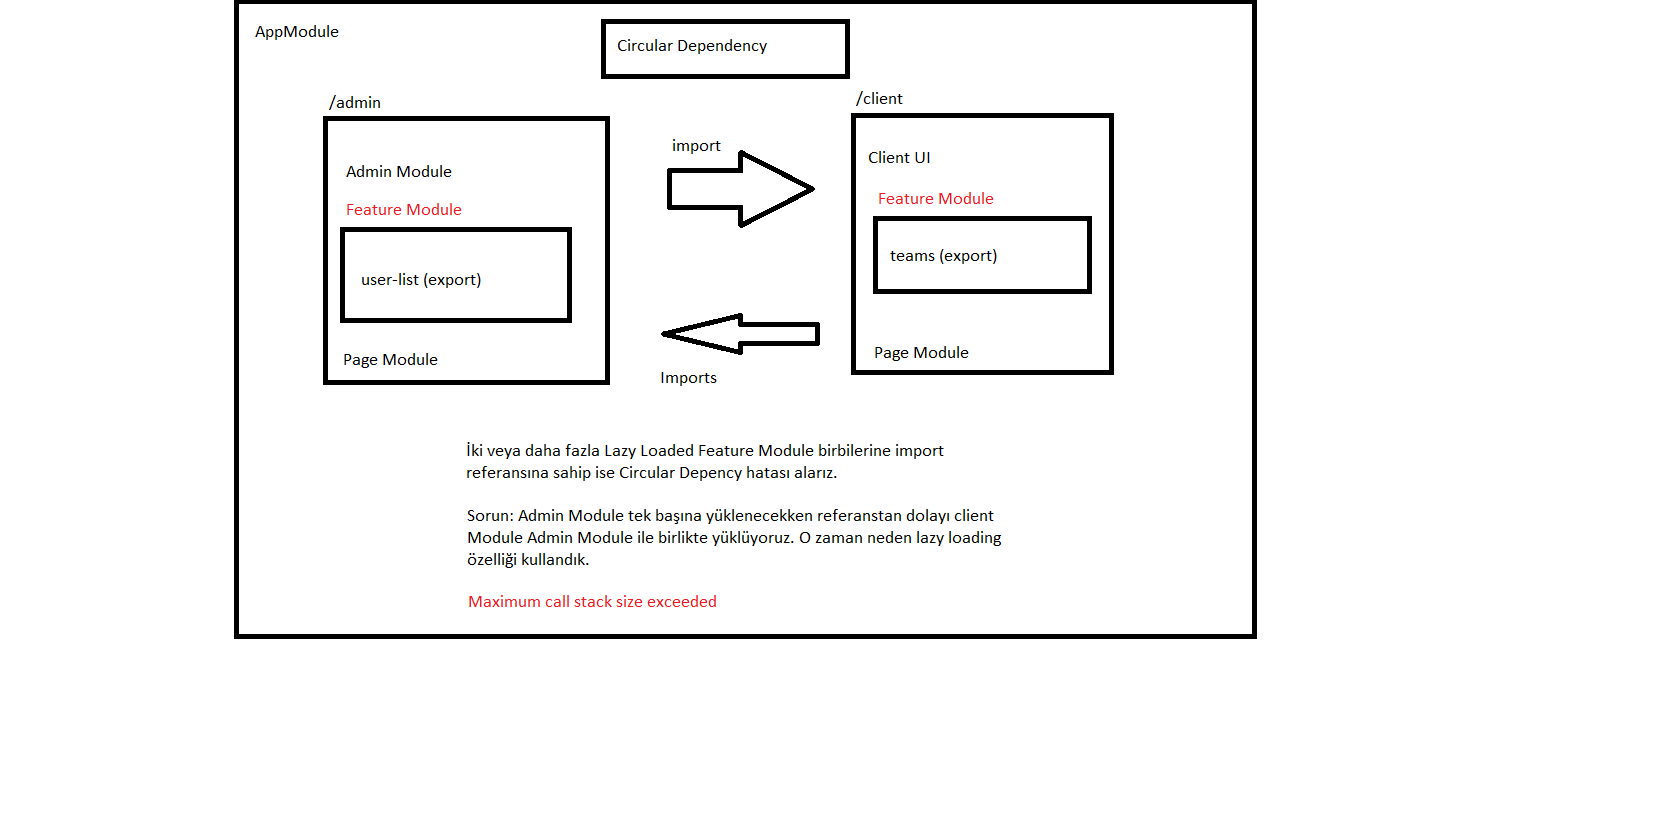 AppModule
Circular Dependency
/admin
/client
import
Admin Module
Feature Module
user-list (export)
Page Module
Client UI
Feature Module
teams (export)
Page Module
Imports
İki veya daha fazla Lazy Loaded Feature Module birbilerine import
referansına sahip ise Circular Depency hatası alarız.
Sorun: Admin Module tek başına yüklenecekken referanstan dolayı client
Module Admin Module ile birlikte yüklüyoruz. O zaman neden lazy loading
özelliği kullandık.
Maximum call stack size exceeded